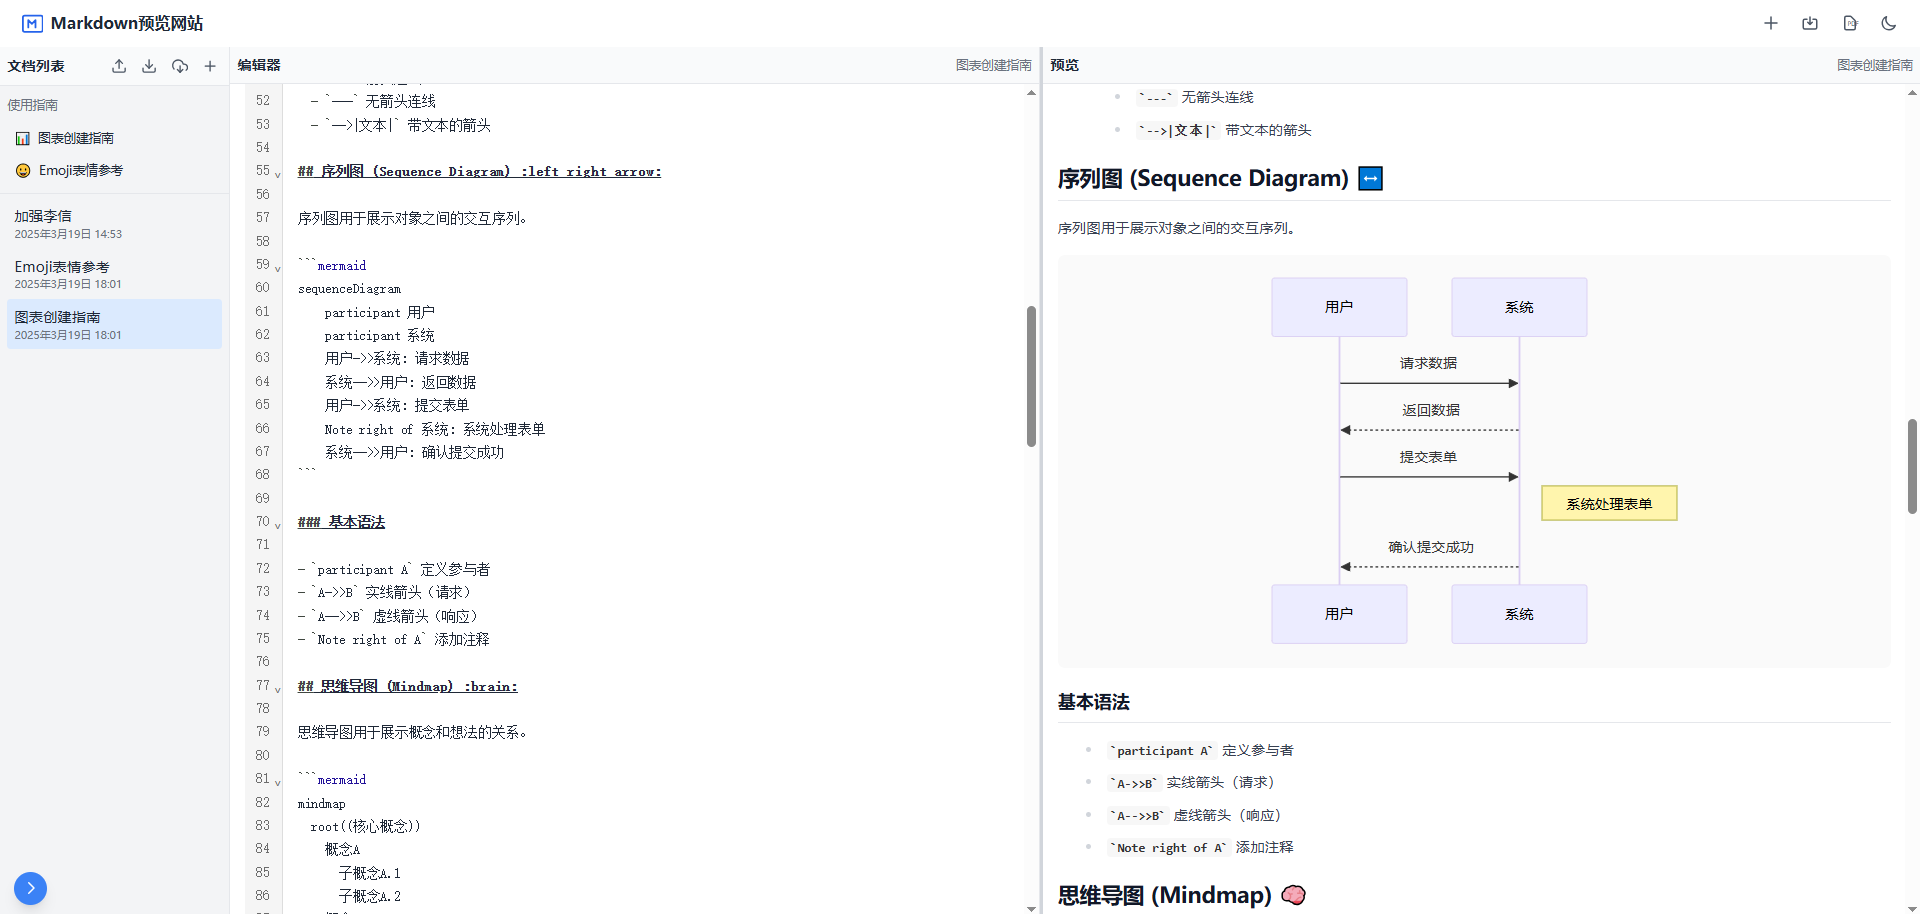 Markdown预览网站
文档列表
使用指南
图表创建指南
Emoji表情参考
加强李信
2025年3月19日 14:53
Emoji表情参考
2025年3月19日 18:01
图表创建指南
2025年3月19日 18:01
编辑器
图表创建指南
52 - `---` 无箭头连线
53 - `-->|文本|` 带文本的箭头
54
55 ## 序列图 (Sequence Diagram) :left_right_arrow:
56
57 序列图用于展示对象之间的交互序列。
58
59 ```mermaid
60 sequenceDiagram
61 participant 用户
62 participant 系统
63 用户->>系统: 请求数据
64 系统-->>用户: 返回数据
65 用户->>系统: 提交表单
66 Note right of 系统: 系统处理表单
67 系统-->>用户: 确认提交成功
68 ```
69
70 ### 基本语法
71
72 - `participant A` 定义参与者
73 - `A->>B` 实线箭头（请求）
74 - `A-->>B` 虚线箭头（响应）
75 - `Note right of A` 添加注释
76
77 ## 思维导图 (Mindmap) :brain:
78
79 思维导图用于展示概念和想法的关系。
80
81 ```mermaid
82 mindmap
83 root((核心概念))
84 概念A
85 子概念A.1
86 子概念A.2
预览
图表创建指南
`---` 无箭头连线
`-->|文本|` 带文本的箭头
序列图 (Sequence Diagram)
序列图用于展示对象之间的交互序列。
用户
系统
请求数据
返回数据
提交表单
系统处理表单
确认提交成功
用户
系统
基本语法
`participant A` 定义参与者
`A->>B` 实线箭头（请求）
`A-->>B` 虚线箭头（响应）
`Note right of A` 添加注释
思维导图 (Mindmap)